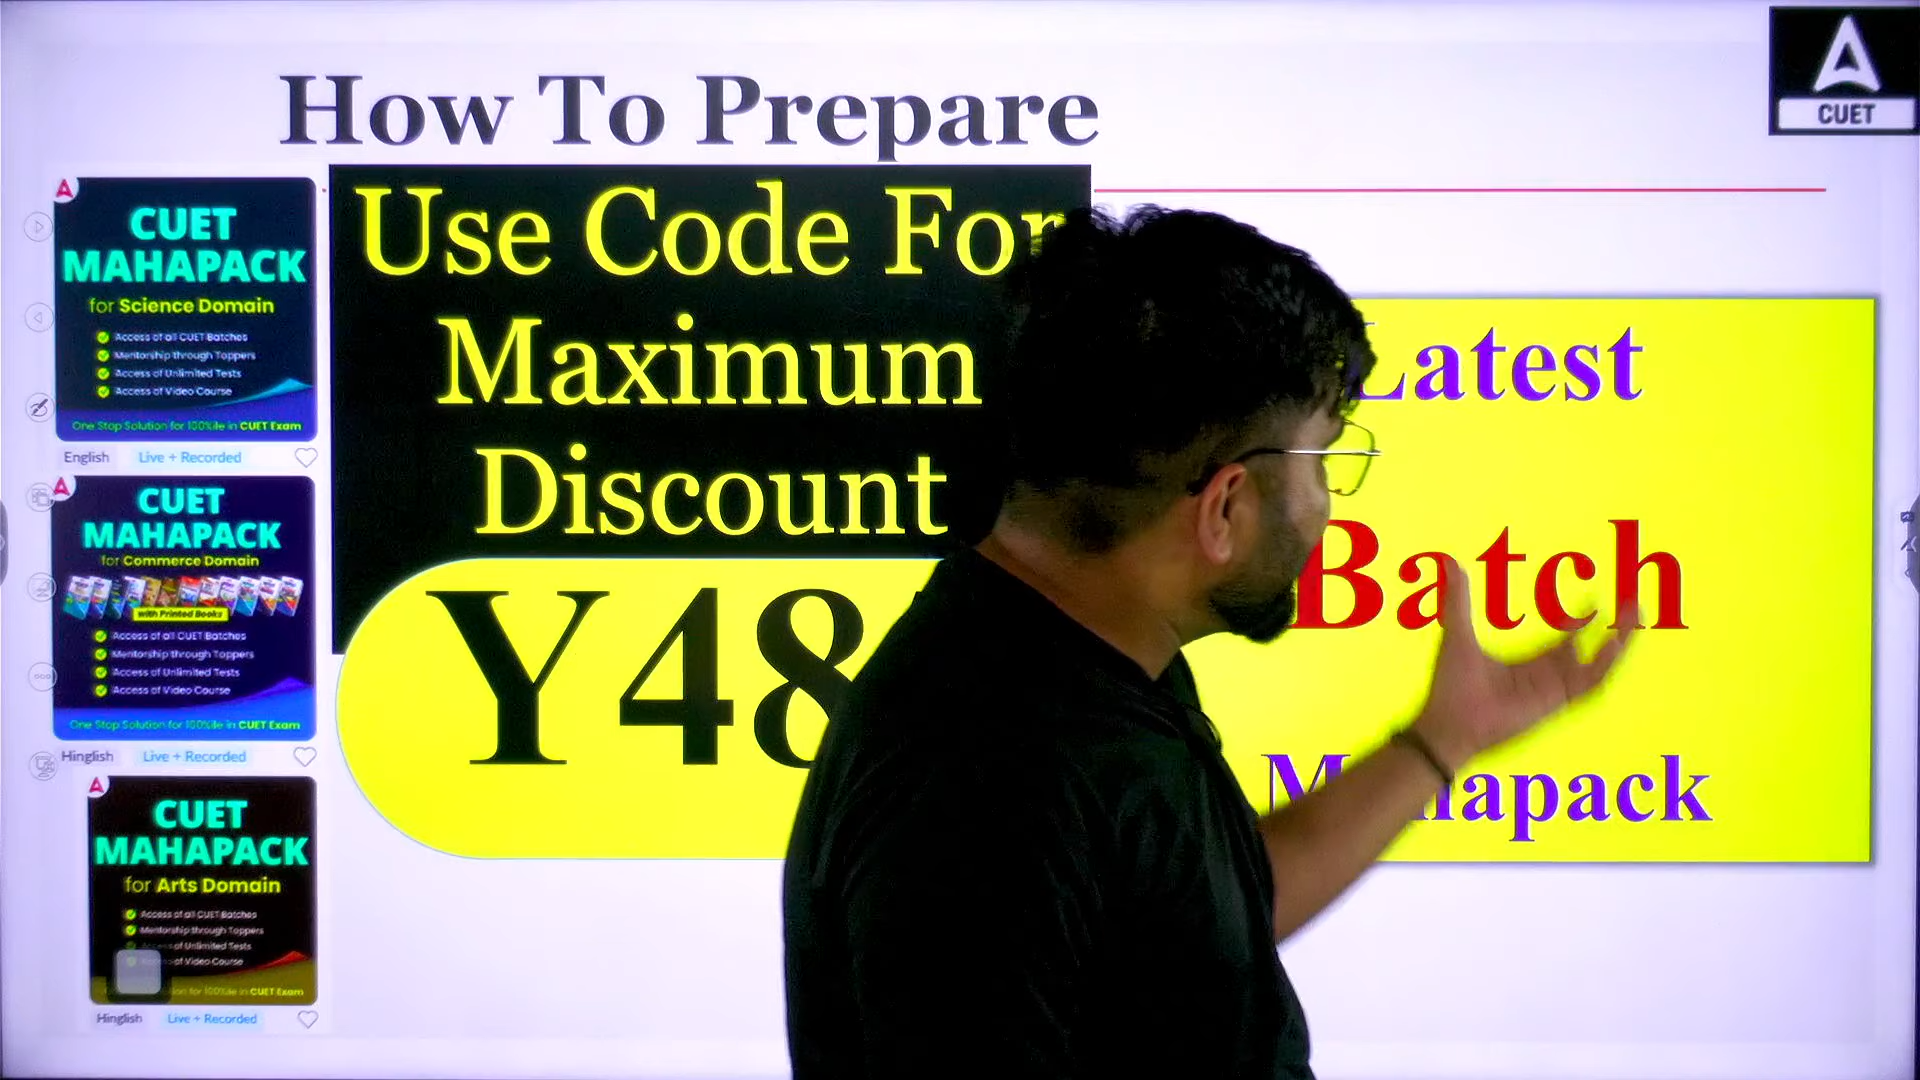 How To Prepare
CUET
CUET
MAHAPACK
for Science Domain
Access of all CUET Batches
Mentorship through Toppers
Access of Unlimited Tests
Access of Video Course
One Stop Solution for 100%ile in CUET Exam
English Live + Recorded
CUET
MAHAPACK
for Commerce Domain
with Printed Books
Access of all CUET Batches
Mentorship through Toppers
Access of Unlimited Tests
Access of Video Course
One Stop Solution for 100%ile in CUET Exam
Hinglish Live + Recorded
CUET
MAHAPACK
for Arts Domain
Access of all CUET Batches
Mentorship through Toppers
of Unlimited Tests
of Video Course
for 100%ile in CUET Exam
Hinglish Live + Recorded
Use Code For
Maximum
Discount
Y48
Latest
Batch
Mahapack